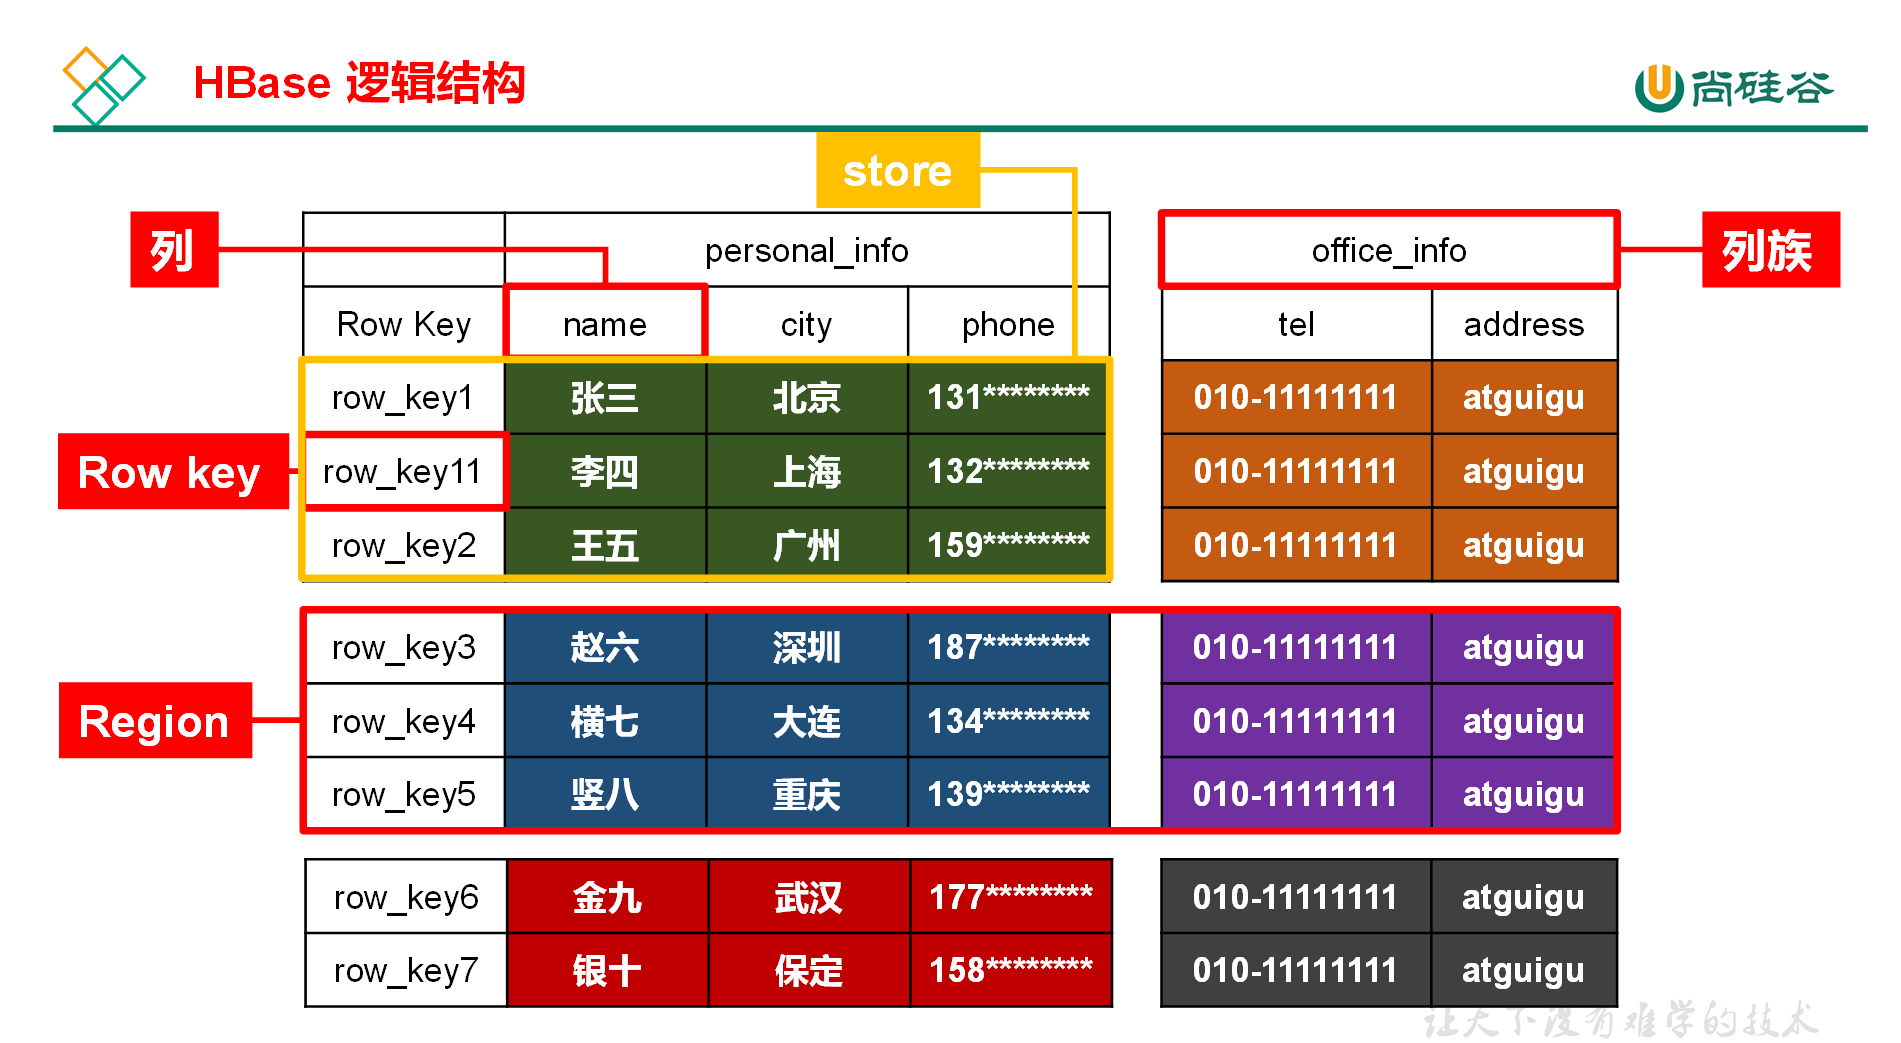 HBase 逻辑结构
尚硅谷
store
列
personal_info
office_info
列族
Row Key name city phone tel address
row_key1 张三 北京 131******** 010-11111111 atguigu
Row key
row_key11 李四 上海 132******** 010-11111111 atguigu
row_key2 王五 广州 159******** 010-11111111 atguigu
row_key3 赵六 深圳 187******** 010-11111111 atguigu
Region
row_key4 横七 大连 134******** 010-11111111 atguigu
row_key5 竖八 重庆 139******** 010-11111111 atguigu
row_key6 金九 武汉 177******** 010-11111111 atguigu
row_key7 银十 保定 158******** 010-11111111 atguigu
让天下没有难学的技术